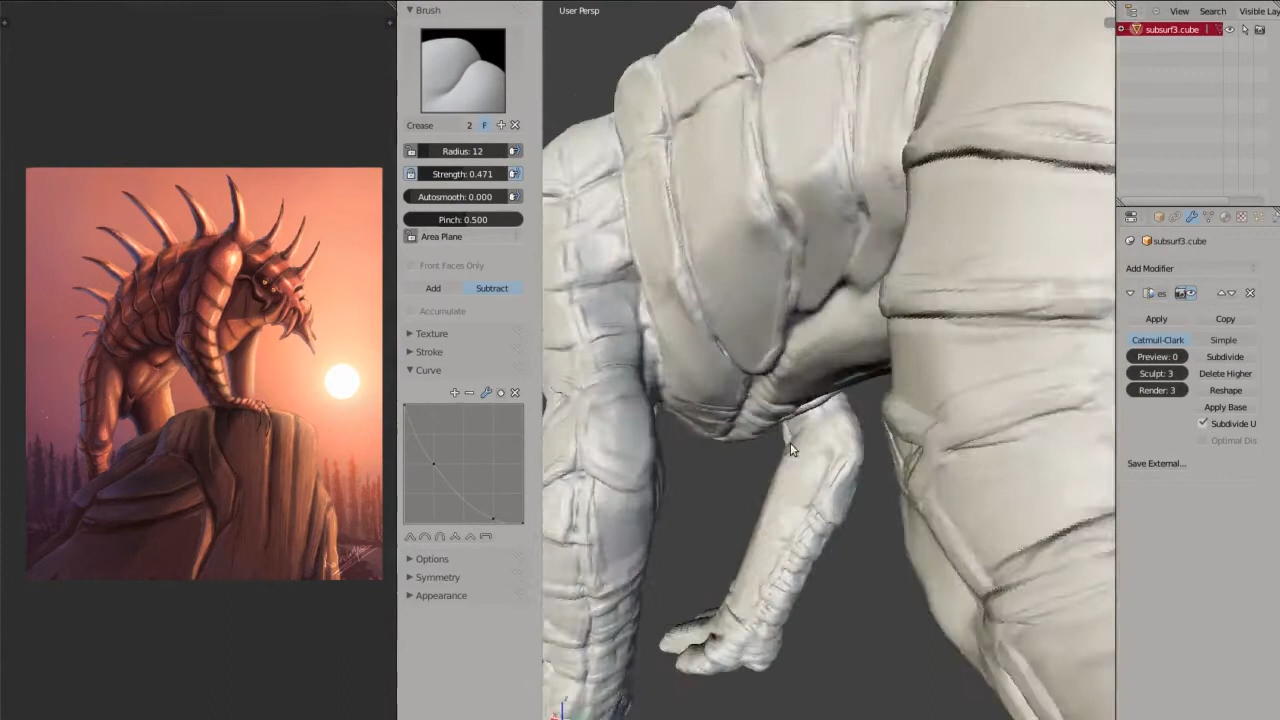 Brush
Crease 2 F
Radius: 12
Strength: 0.471
Autosmooth: 0.000
Pinch: 0.500
Area Plane
Front Faces Only
Add Subtract
Accumulate
Texture
Stroke
Curve
Options
Symmetry
Appearance
User Persp
View Search Visible Lay
subsurf3.cube
subsurf3.cube
Add Modifier
es
Apply Copy
Catmull-Clark Simple
Preview: 0 Subdivide
Sculpt: 3 Delete Higher
Render: 3 Reshape
Apply Base
Subdivide U
Optimal Dis
Save External...